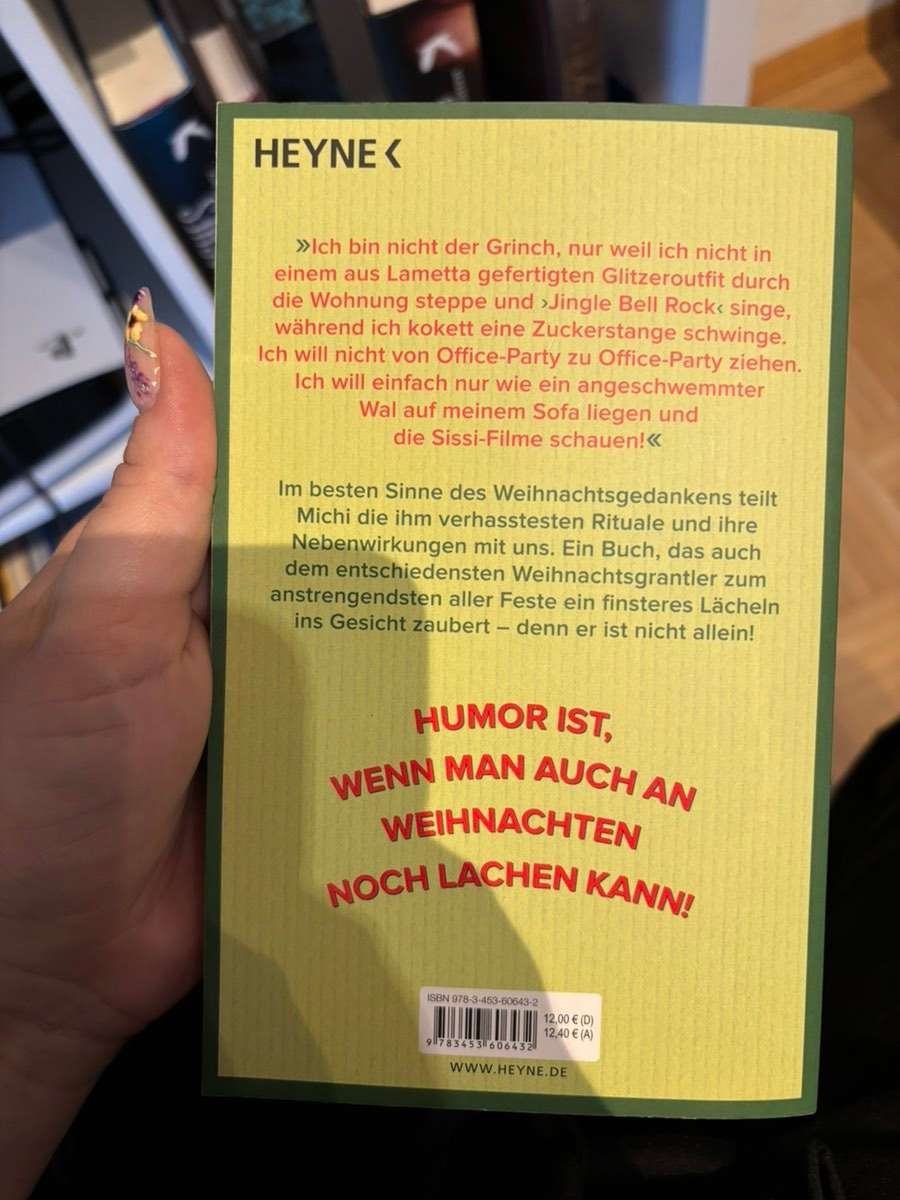 HEYNE <
»Ich bin nicht der Grinch, nur weil ich nicht in
einem aus Lametta gefertigten Glitzeroutfit durch
die Wohnung steppe und ›Jingle Bell Rock‹ singe,
während ich kokett eine Zuckerstange schwinge.
Ich will nicht von Office-Party zu Office-Party ziehen.
Ich will einfach nur wie ein angeschwemmter
Wal auf meinem Sofa liegen und
die Sissi-Filme schauen!«
Im besten Sinne des Weihnachtsgedankens teilt
Michi die ihm verhasstesten Rituale und ihre
Nebenwirkungen mit uns. Ein Buch, das auch
dem entschiedensten Weihnachtsgrantler zum
anstrengendsten aller Feste ein finsteres Lächeln
ins Gesicht zaubert – denn er ist nicht allein!
HUMOR IST,
WENN MAN AUCH AN
WEIHNACHTEN
NOCH LACHEN KANN!
ISBN 978-3-453-60643-2
12,00 € (D)
12,40 € (A)
9 783453 606432
WWW.HEYNE.DE